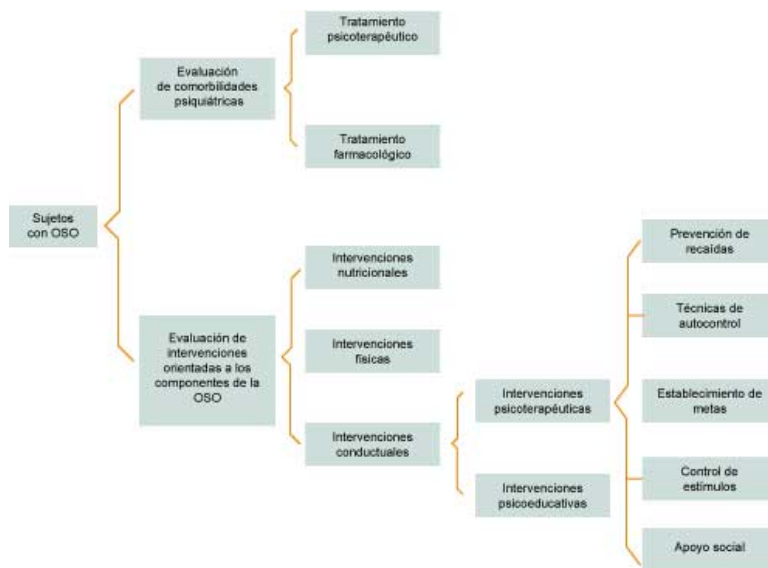 Sujetos
con OSO
Evaluación
de comorbilidades
psiquiátricas
Tratamiento
psicoterapéutico
Tratamiento
farmacológico
Evaluación de
intervenciones
orientadas a los
componentes de la
OSO
Intervenciones
nutricionales
Intervenciones
físicas
Intervenciones
conductuales
Intervenciones
psicoterapéuticas
Intervenciones
psicoeducativas
Prevención de
recaídas
Técnicas de
autocontrol
Establecimiento de
metas
Control de
estímulos
Apoyo social